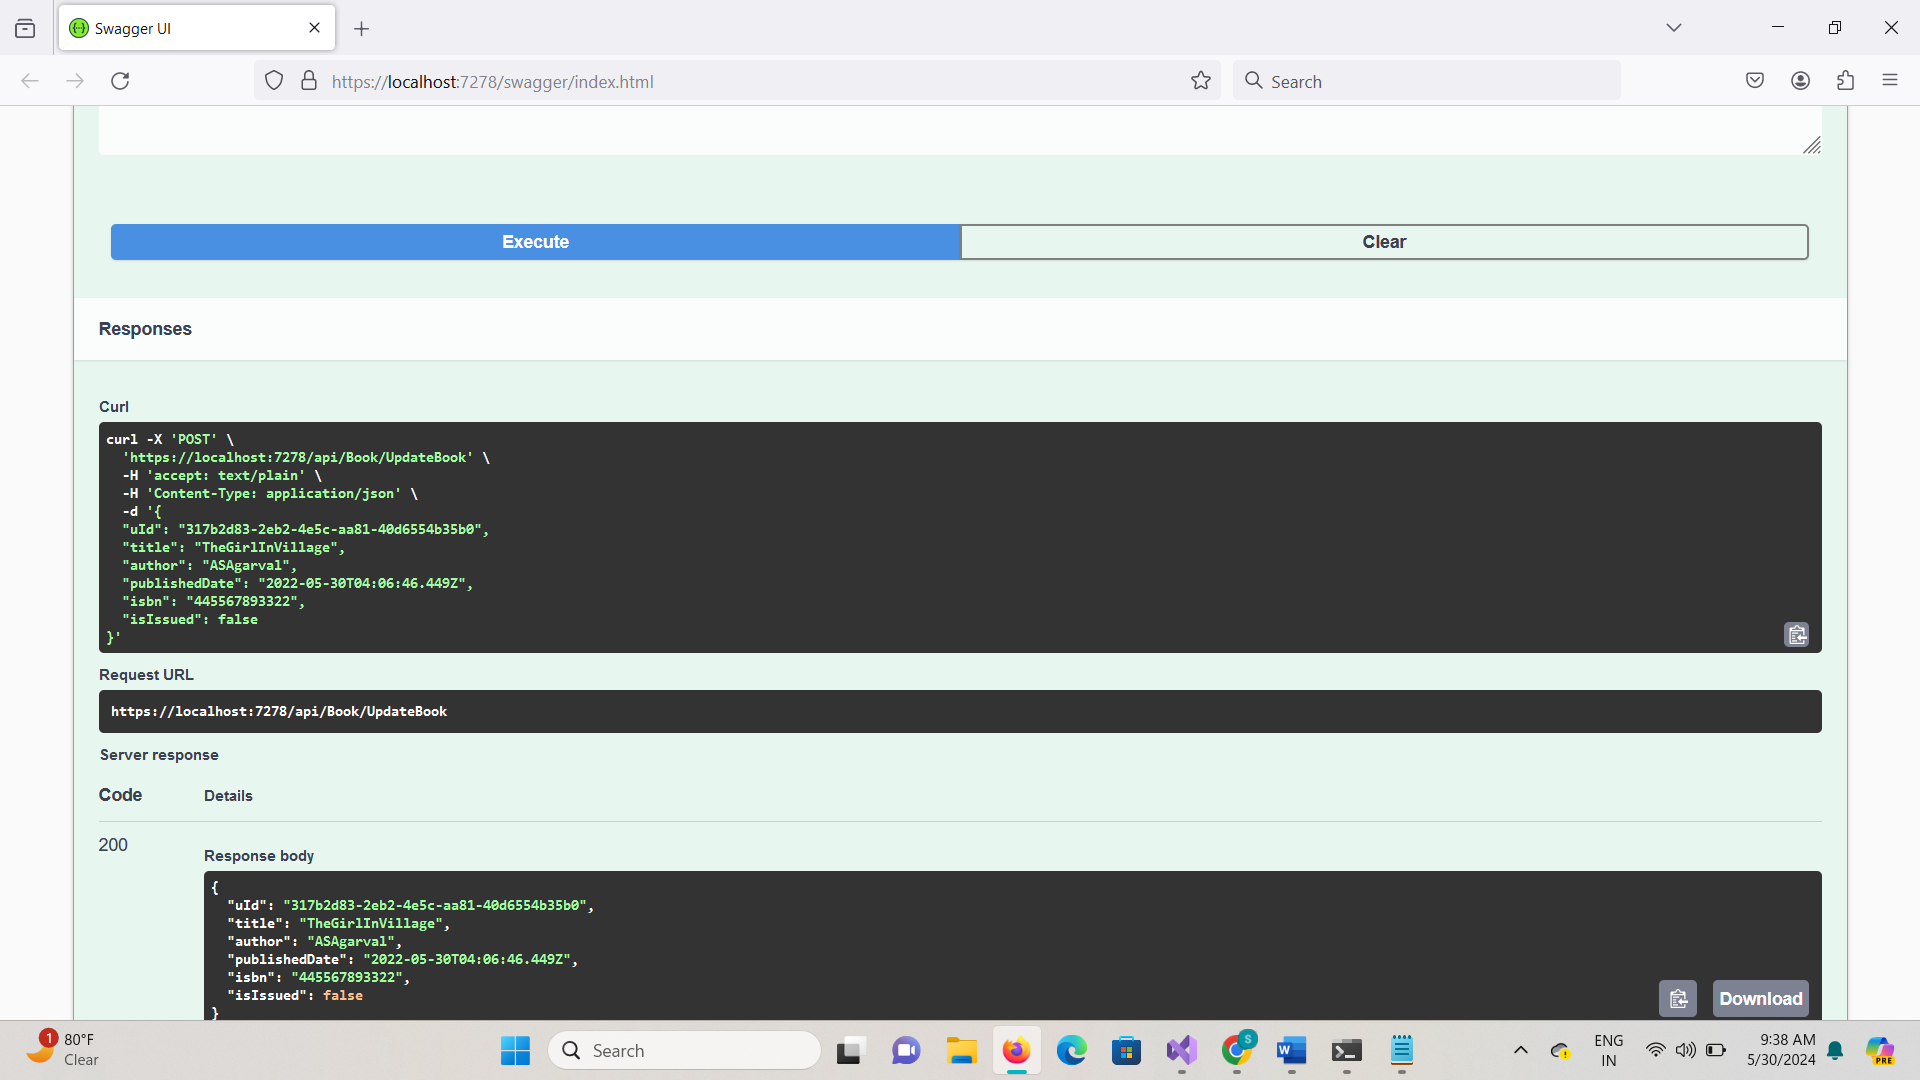 Swagger UI
https://localhost:7278/swagger/index.html
Search
Execute
Clear
Responses
Curl
curl -X 'POST' \
'https://localhost:7278/api/Book/UpdateBook' \
-H 'accept: text/plain' \
-H 'Content-Type: application/json' \
-d '{
"uId": "317b2d83-2eb2-4e5c-aa81-40d6554b35b0",
"title": "TheGirlInVillage",
"author": "ASAgarval",
"publishedDate": "2022-05-30T04:06:46.449Z",
"isbn": "445567893322",
"isIssued": false
}'
Request URL
https://localhost:7278/api/Book/UpdateBook
Server response
Code
Details
200
Response body
{
"uId": "317b2d83-2eb2-4e5c-aa81-40d6554b35b0",
"title": "TheGirlInVillage",
"author": "ASAgarval",
"publishedDate": "2022-05-30T04:06:46.449Z",
"isbn": "445567893322",
"isIssued": false
}
Download
1
80°F
Clear
Search
S
W
ENG
IN
9:38 AM
5/30/2024
PRE